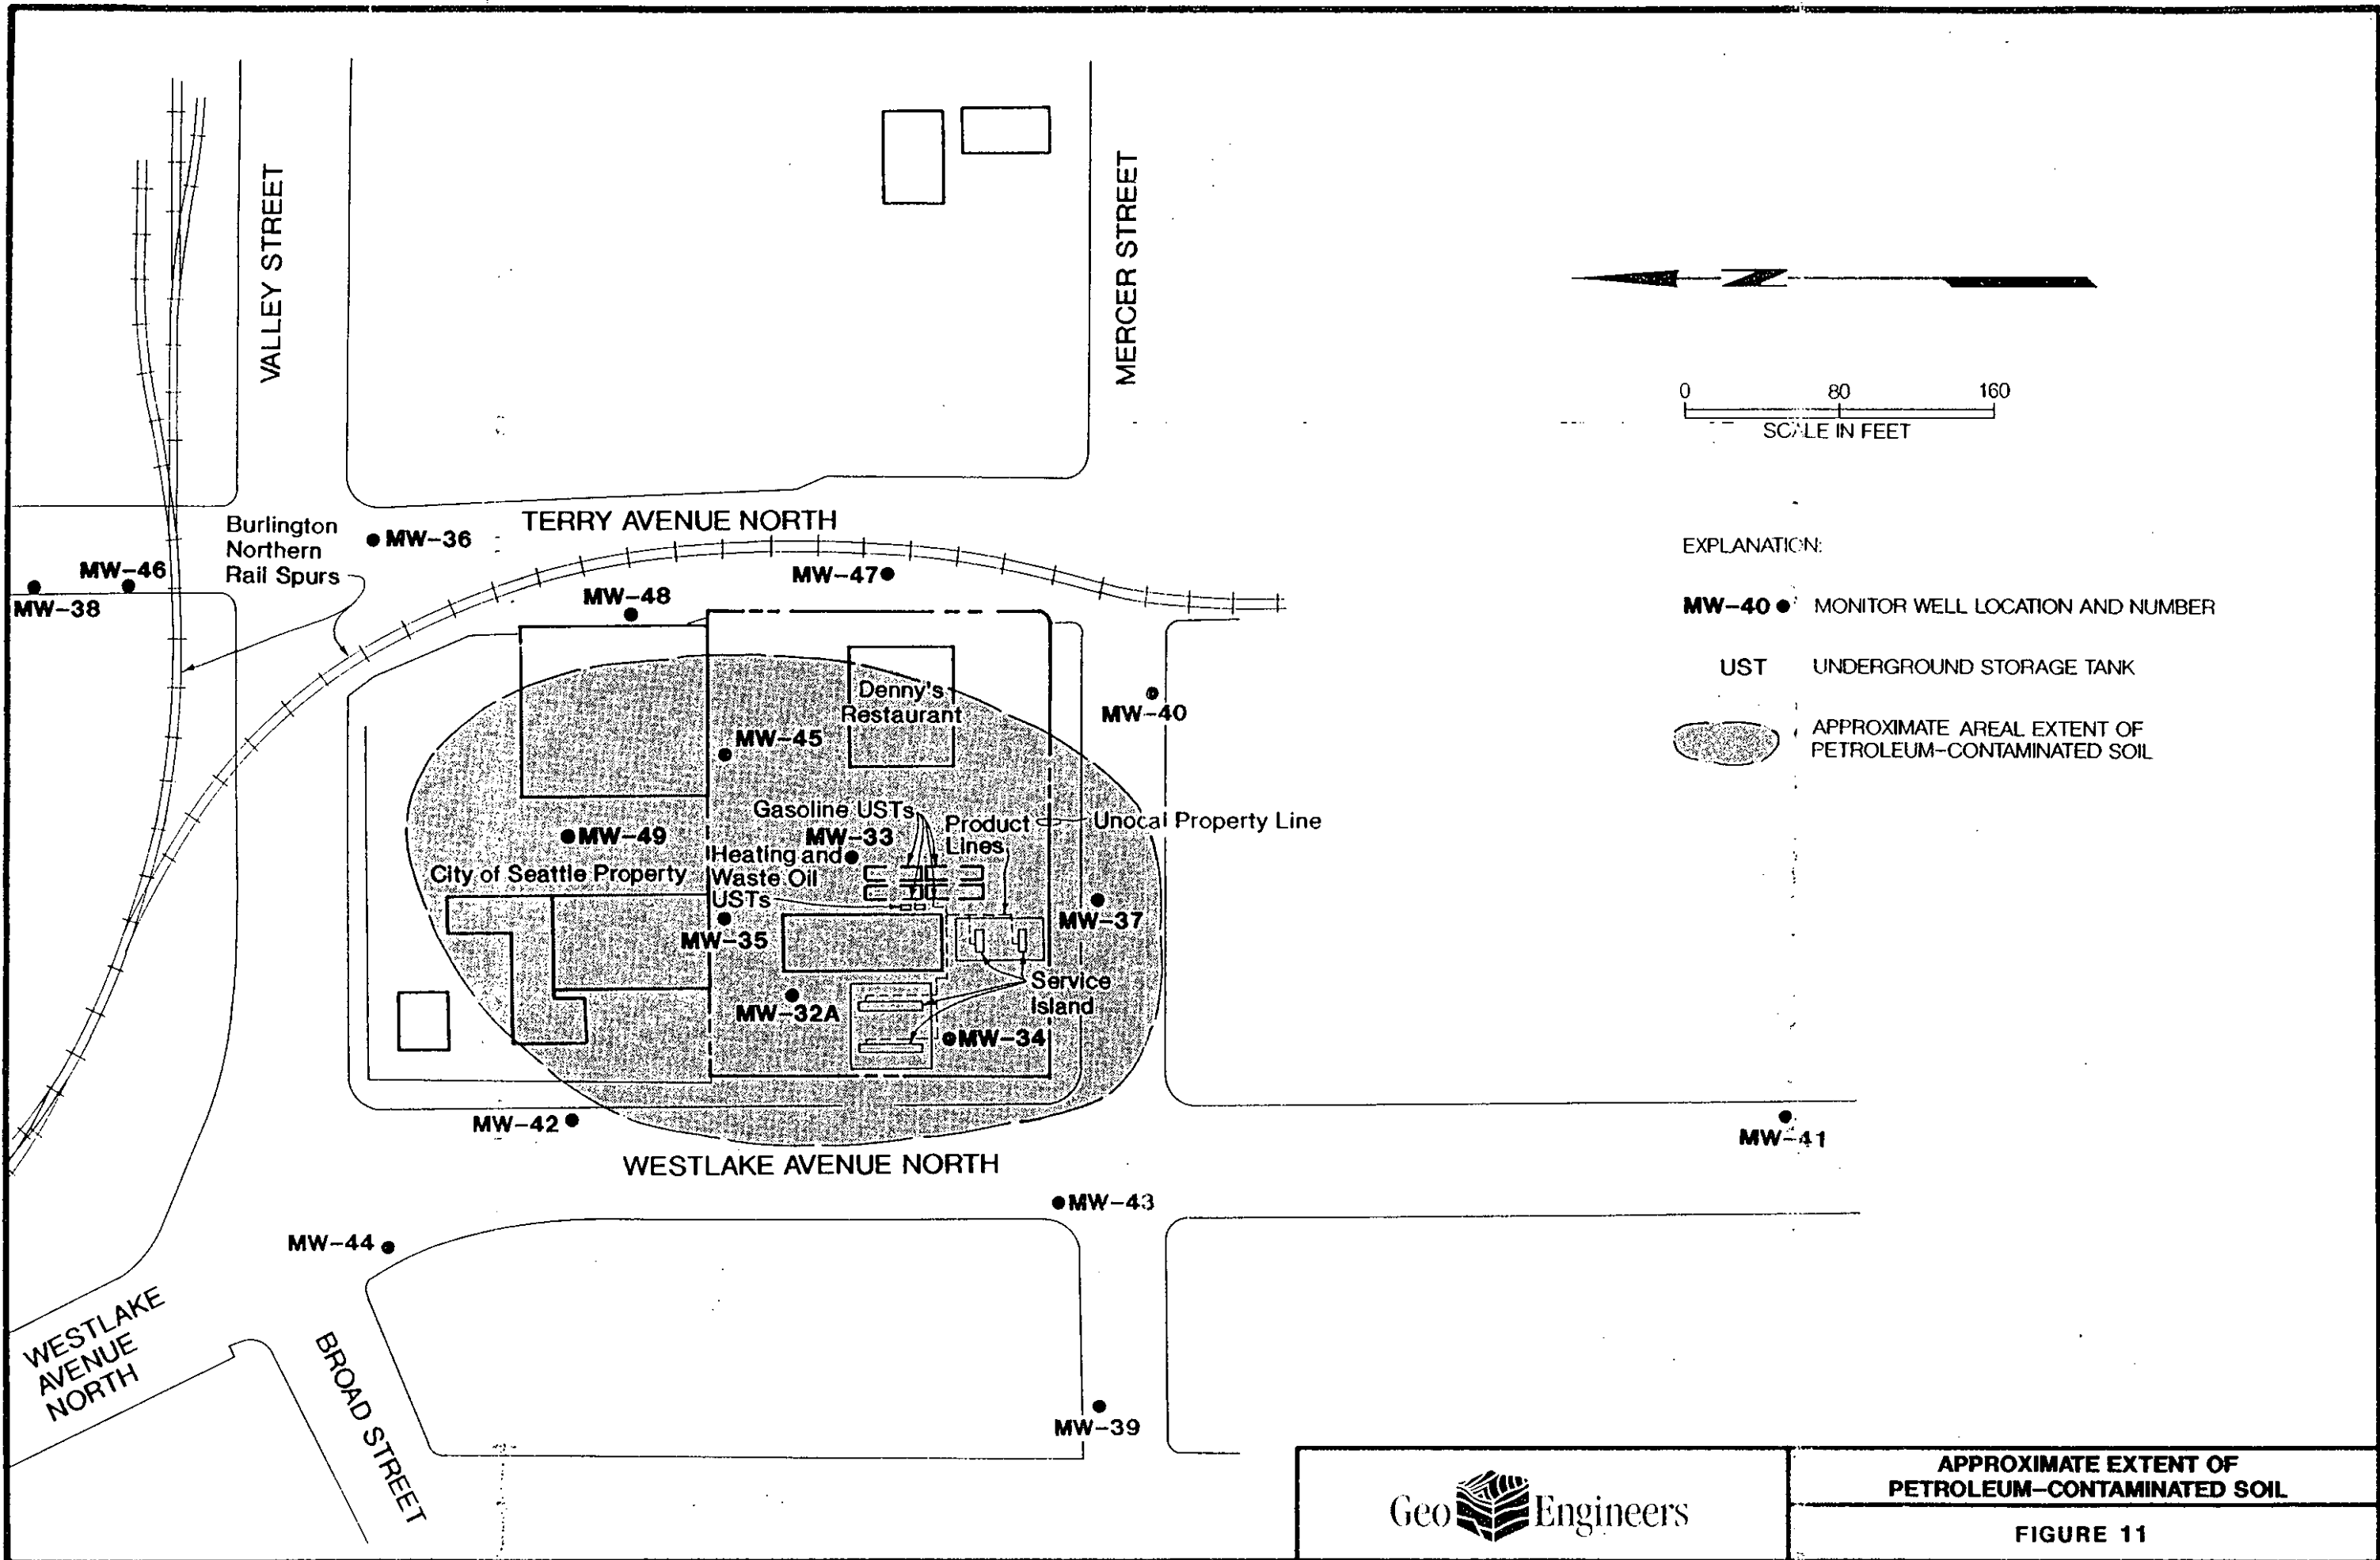 VALLEY STREET
MERCER STREET
0 80 160
SCALE IN FEET
TERRY AVENUE NORTH
Burlington
Northern
Rail Spurs
MW-36
MW-46
MW-38
MW-47
MW-48
EXPLANATION:
MW-40 MONITOR WELL LOCATION AND NUMBER
UST UNDERGROUND STORAGE TANK
APPROXIMATE AREAL EXTENT OF
PETROLEUM-CONTAMINATED SOIL
Denny's
Restaurant
MW-40
MW-45
Gasoline USTs
Product
Lines
Unocal Property Line
MW-49
MW-33
Heating and
Waste Oil
USTs
City of Seattle Property
MW-35
MW-37
Service
Island
MW-32A
MW-34
MW-42
MW-41
WESTLAKE AVENUE NORTH
MW-43
MW-44
WESTLAKE
AVENUE
NORTH
BROAD STREET
MW-39
Geo Engineers
APPROXIMATE EXTENT OF
PETROLEUM-CONTAMINATED SOIL
FIGURE 11